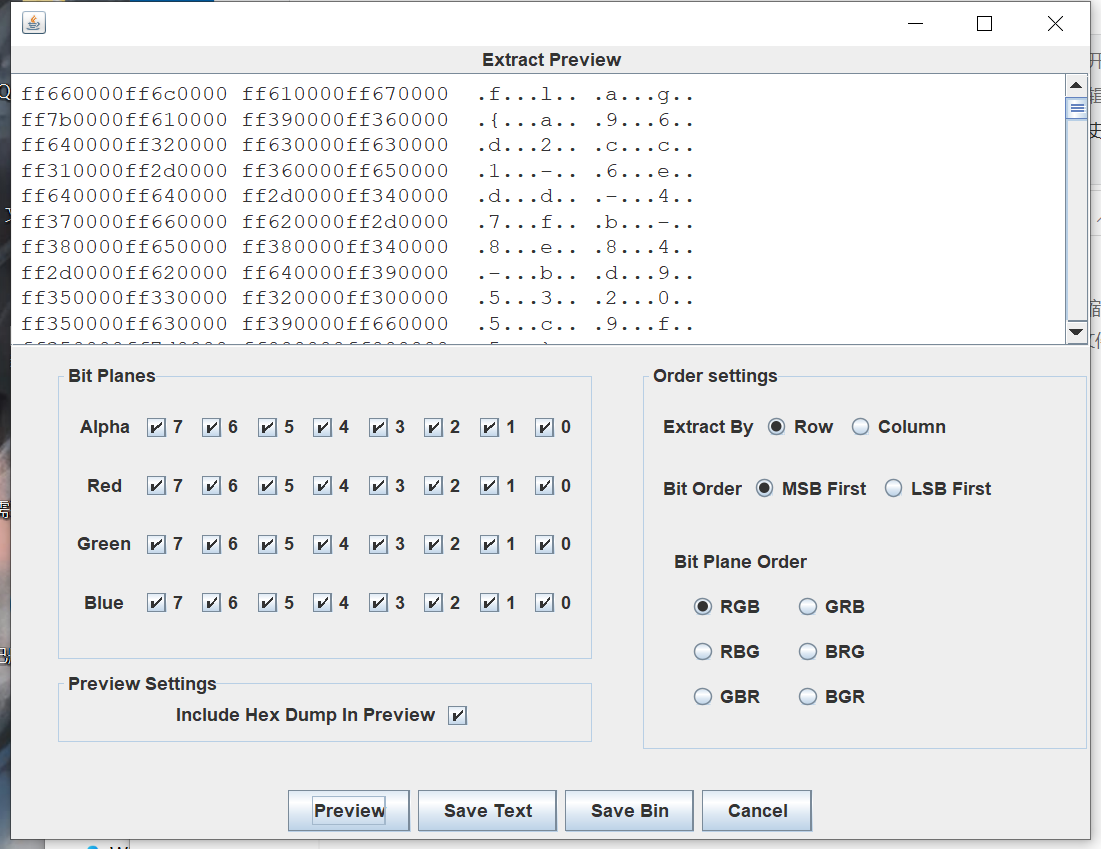 Extract Preview
ff660000ff6c0000 ff610000ff670000 .f...l.. .a...g..
ff7b0000ff610000 ff390000ff360000 .{...a.. .9...6..
ff640000ff320000 ff630000ff630000 .d...2.. .c...c..
ff310000ff2d0000 ff360000ff650000 .1...-.. .6...e..
ff640000ff640000 ff2d0000ff340000 .d...d.. .-...4..
ff370000ff660000 ff620000ff2d0000 .7...f.. .b...-..
ff380000ff650000 ff380000ff340000 .8...e.. .8...4..
ff2d0000ff620000 ff640000ff390000 .-...b.. .d...9..
ff350000ff330000 ff320000ff300000 .5...3.. .2...0..
ff350000ff630000 ff390000ff660000 .5...c.. .9...f..
Bit Planes
Alpha 7 6 5 4 3 2 1 0
Red 7 6 5 4 3 2 1 0
Green 7 6 5 4 3 2 1 0
Blue 7 6 5 4 3 2 1 0
Preview Settings
Include Hex Dump In Preview
Order settings
Extract By Row Column
Bit Order MSB First LSB First
Bit Plane Order
RGB GRB
RBG BRG
GBR BGR
Preview Save Text Save Bin Cancel